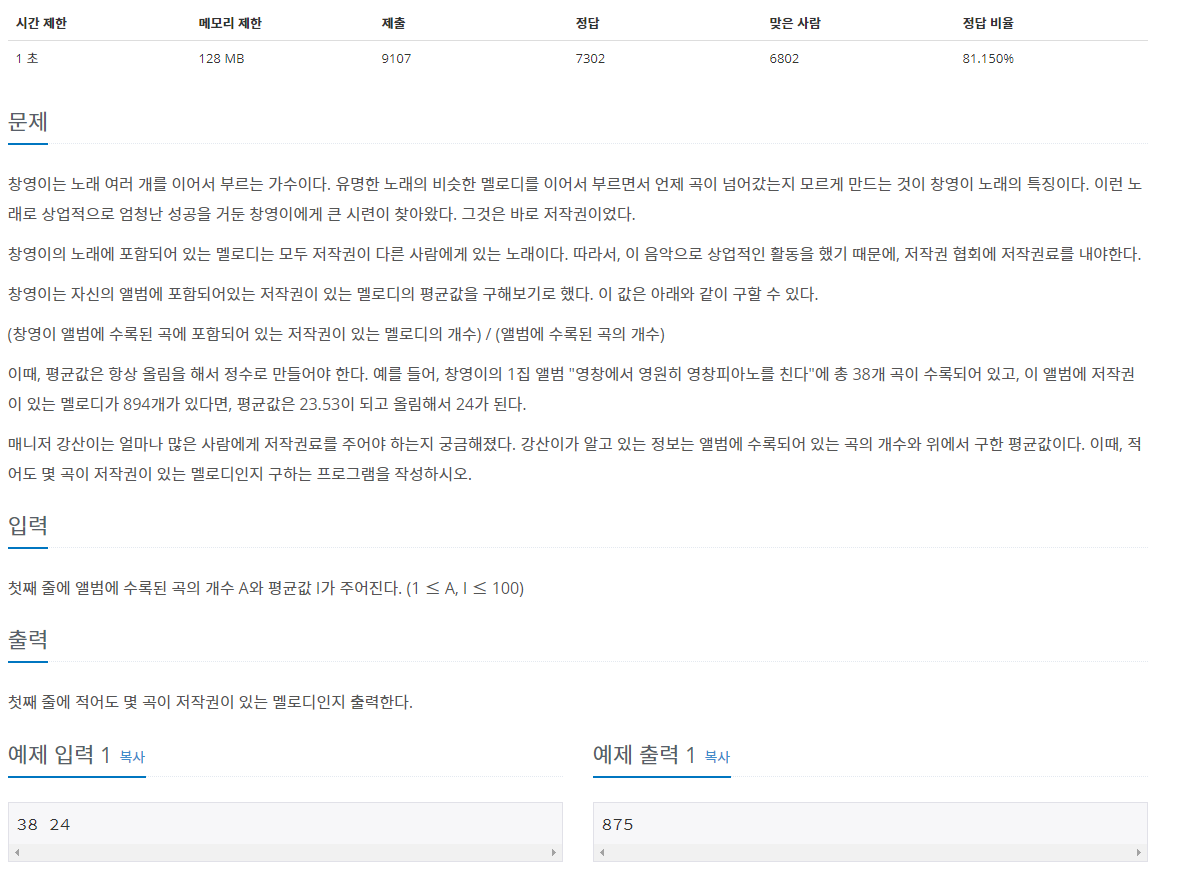 시간 제한 메모리 제한 제출 정답 맞은 사람 정답 비율
1 초 128 MB 9107 7302 6802 81.150%
문제
창영이는 노래 여러 개를 이어서 부르는 가수이다. 유명한 노래의 비슷한 멜로디를 이어서 부르면서 언제 곡이 넘어갔는지 모르게 만드는 것이 창영이 노래의 특징이다. 이런 노
래로 상업적으로 엄청난 성공을 거둔 창영이에게 큰 시련이 찾아왔다. 그것은 바로 저작권이었다.
창영이의 노래에 포함되어 있는 멜로디는 모두 저작권이 다른 사람에게 있는 노래이다. 따라서, 이 음악으로 상업적인 활동을 했기 때문에, 저작권 협회에 저작권료를 내야한다.
창영이는 자신의 앨범에 포함되어있는 저작권이 있는 멜로디의 평균값을 구해보기로 했다. 이 값은 아래와 같이 구할 수 있다.
(창영이 앨범에 수록된 곡에 포함되어 있는 저작권이 있는 멜로디의 개수) / (앨범에 수록된 곡의 개수)
이때, 평균값은 항상 올림을 해서 정수로 만들어야 한다. 예를 들어, 창영이의 1집 앨범 "영창에서 영원히 영창피아노를 친다"에 총 38개 곡이 수록되어 있고, 이 앨범에 저작권
이 있는 멜로디가 894개가 있다면, 평균값은 23.53이 되고 올림해서 24가 된다.
매니저 강산이는 얼마나 많은 사람에게 저작권료를 주어야 하는지 궁금해졌다. 강산이가 알고 있는 정보는 앨범에 수록되어 있는 곡의 개수와 위에서 구한 평균값이다. 이때, 적
어도 몇 곡이 저작권이 있는 멜로디인지 구하는 프로그램을 작성하시오.
입력
첫째 줄에 앨범에 수록된 곡의 개수 A와 평균값 I가 주어진다. (1 ≤ A, I ≤ 100)
출력
첫째 줄에 적어도 몇 곡이 저작권이 있는 멜로디인지 출력한다.
예제 입력 1 복사
38 24
예제 출력 1 복사
875